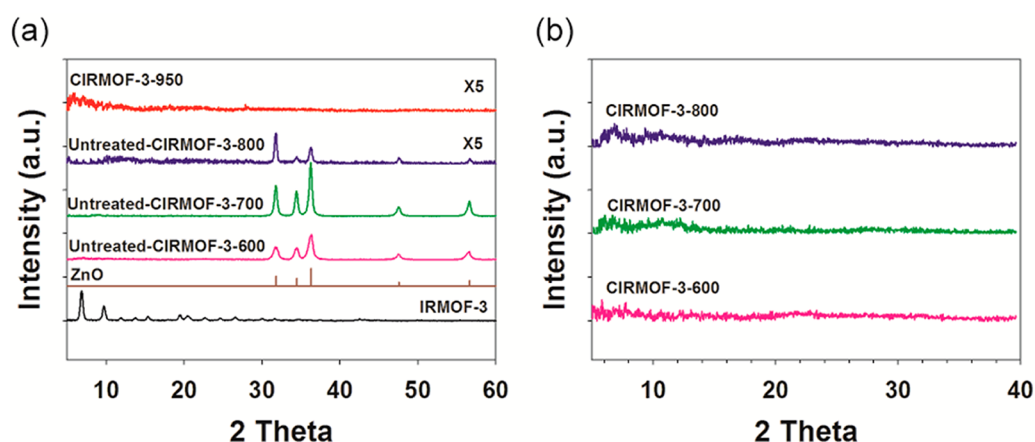 (a)
(b)
Intensity (a.u.)
CIRMOF-3-950
X5
Untreated-CIRMOF-3-800
X5
Untreated-CIRMOF-3-700
Untreated-CIRMOF-3-600
ZnO
IRMOF-3
10 20 30 40 50 60
2 Theta
Intensity (a.u.)
CIRMOF-3-800
CIRMOF-3-700
CIRMOF-3-600
10 20 30 40
2 Theta